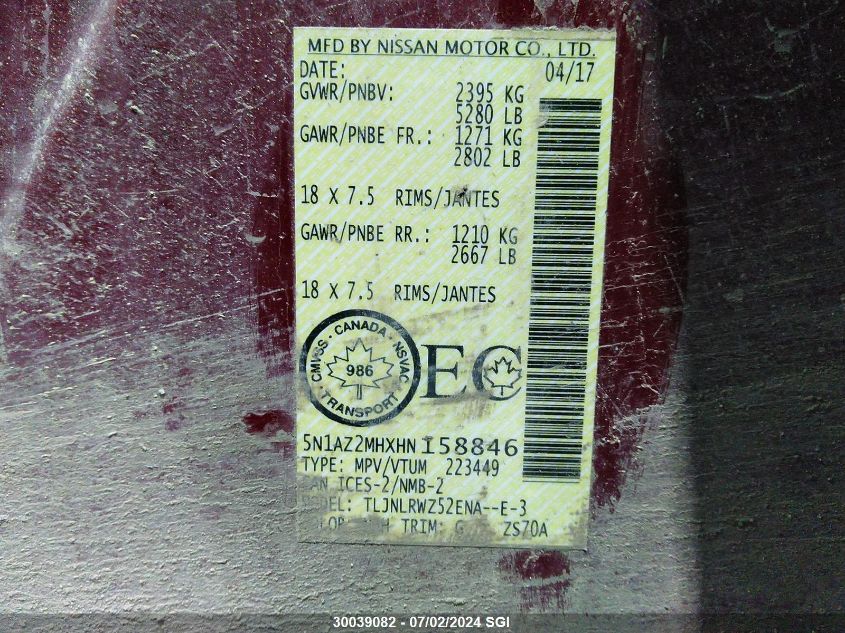 MFD BY NISSAN MOTOR CO., LTD.
DATE: 04/17
GVWR/PNBV: 2395 KG
5280 LB
GAWR/PNBE FR.: 1271 KG
2802 LB
18 X 7.5 RIMS/JANTES
GAWR/PNBE RR.: 1210 KG
2667 LB
18 X 7.5 RIMS/JANTES
CMVSS · CANADA · NSVAC
986
TRANSPORT
EC
5N1AZ2MHXHN158846
TYPE: MPV/VTUM 223449
ICES-2/NMB-2
TLJNLRWZ52ENA--E-3
TRIM: G ZS70A
30039082 - 07/02/2024 SGI